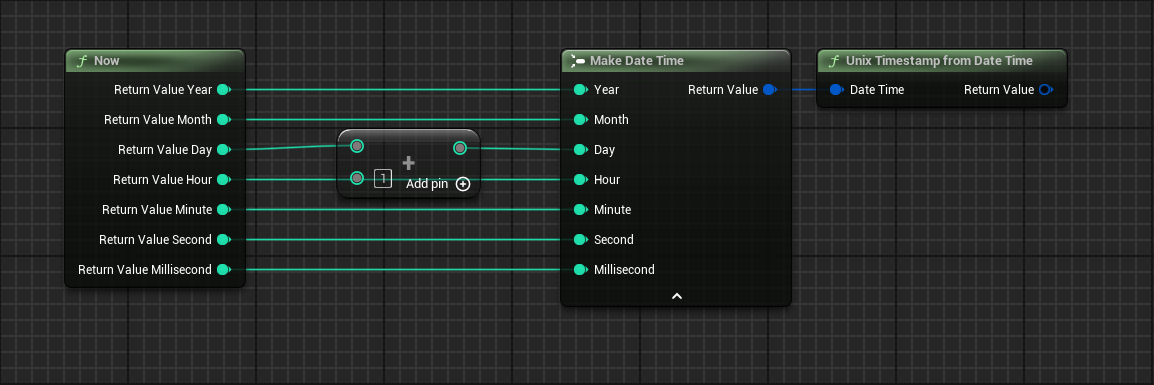 Now
Return Value Year
Return Value Month
Return Value Day
Return Value Hour
Return Value Minute
Return Value Second
Return Value Millisecond
+
1
Add pin
Make Date Time
Year
Return Value
Month
Day
Hour
Minute
Second
Millisecond
Unix Timestamp from Date Time
Date Time
Return Value